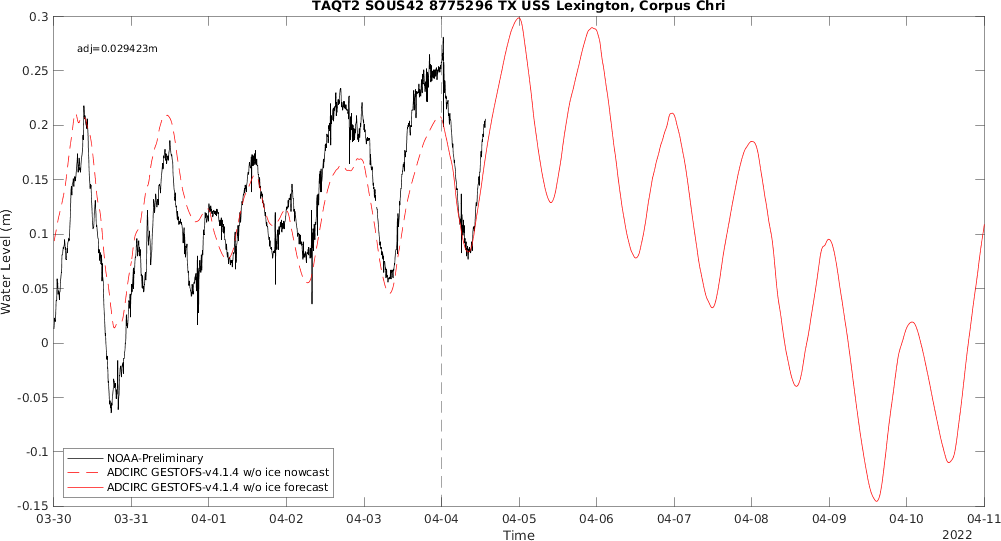 TAQT2 SOUS42 8775296 TX USS Lexington, Corpus Chri
adj=0.029423m
0.3
0.25
0.2
0.15
0.1
0.05
0
-0.05
-0.1
-0.15
Water Level (m)
NOAA-Preliminary
ADCIRC GESTOFS-v4.1.4 w/o ice nowcast
ADCIRC GESTOFS-v4.1.4 w/o ice forecast
03-30 03-31 04-01 04-02 04-03 04-04 04-05 04-06 04-07 04-08 04-09 04-10 04-11
Time
2022